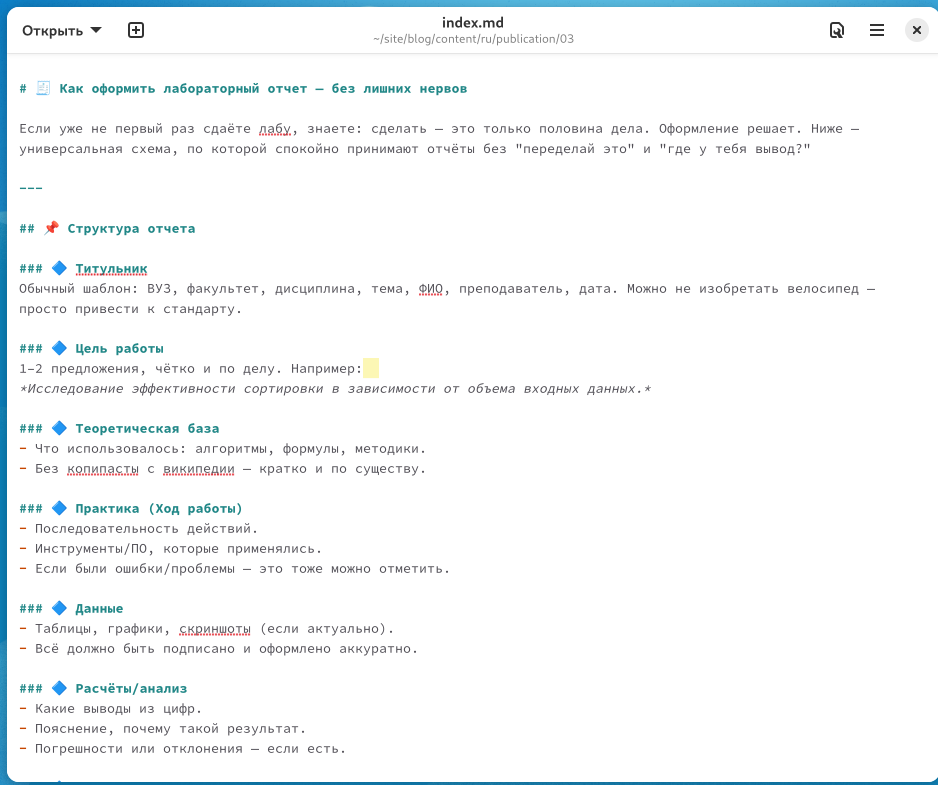 Открыть
index.md
~/site/blog/content/ru/publication/03
# 🧾 Как оформить лабораторный отчет — без лишних нервов
Если уже не первый раз сдаёте лабу, знаете: сделать — это только половина дела. Оформление решает. Ниже —
универсальная схема, по которой спокойно принимают отчёты без "переделай это" и "где у тебя вывод?"
---
## 📌 Структура отчета
### 🔷 Титульник
Обычный шаблон: ВУЗ, факультет, дисциплина, тема, ФИО, преподаватель, дата. Можно не изобретать велосипед —
просто привести к стандарту.
### 🔷 Цель работы
1–2 предложения, чётко и по делу. Например:
*Исследование эффективности сортировки в зависимости от объема входных данных.*
### 🔷 Теоретическая база
- Что использовалось: алгоритмы, формулы, методики.
- Без копипасты с википедии — кратко и по существу.
### 🔷 Практика (Ход работы)
- Последовательность действий.
- Инструменты/ПО, которые применялись.
- Если были ошибки/проблемы — это тоже можно отметить.
### 🔷 Данные
- Таблицы, графики, скриншоты (если актуально).
- Всё должно быть подписано и оформлено аккуратно.
### 🔷 Расчёты/анализ
- Какие выводы из цифр.
- Пояснение, почему такой результат.
- Погрешности или отклонения — если есть.